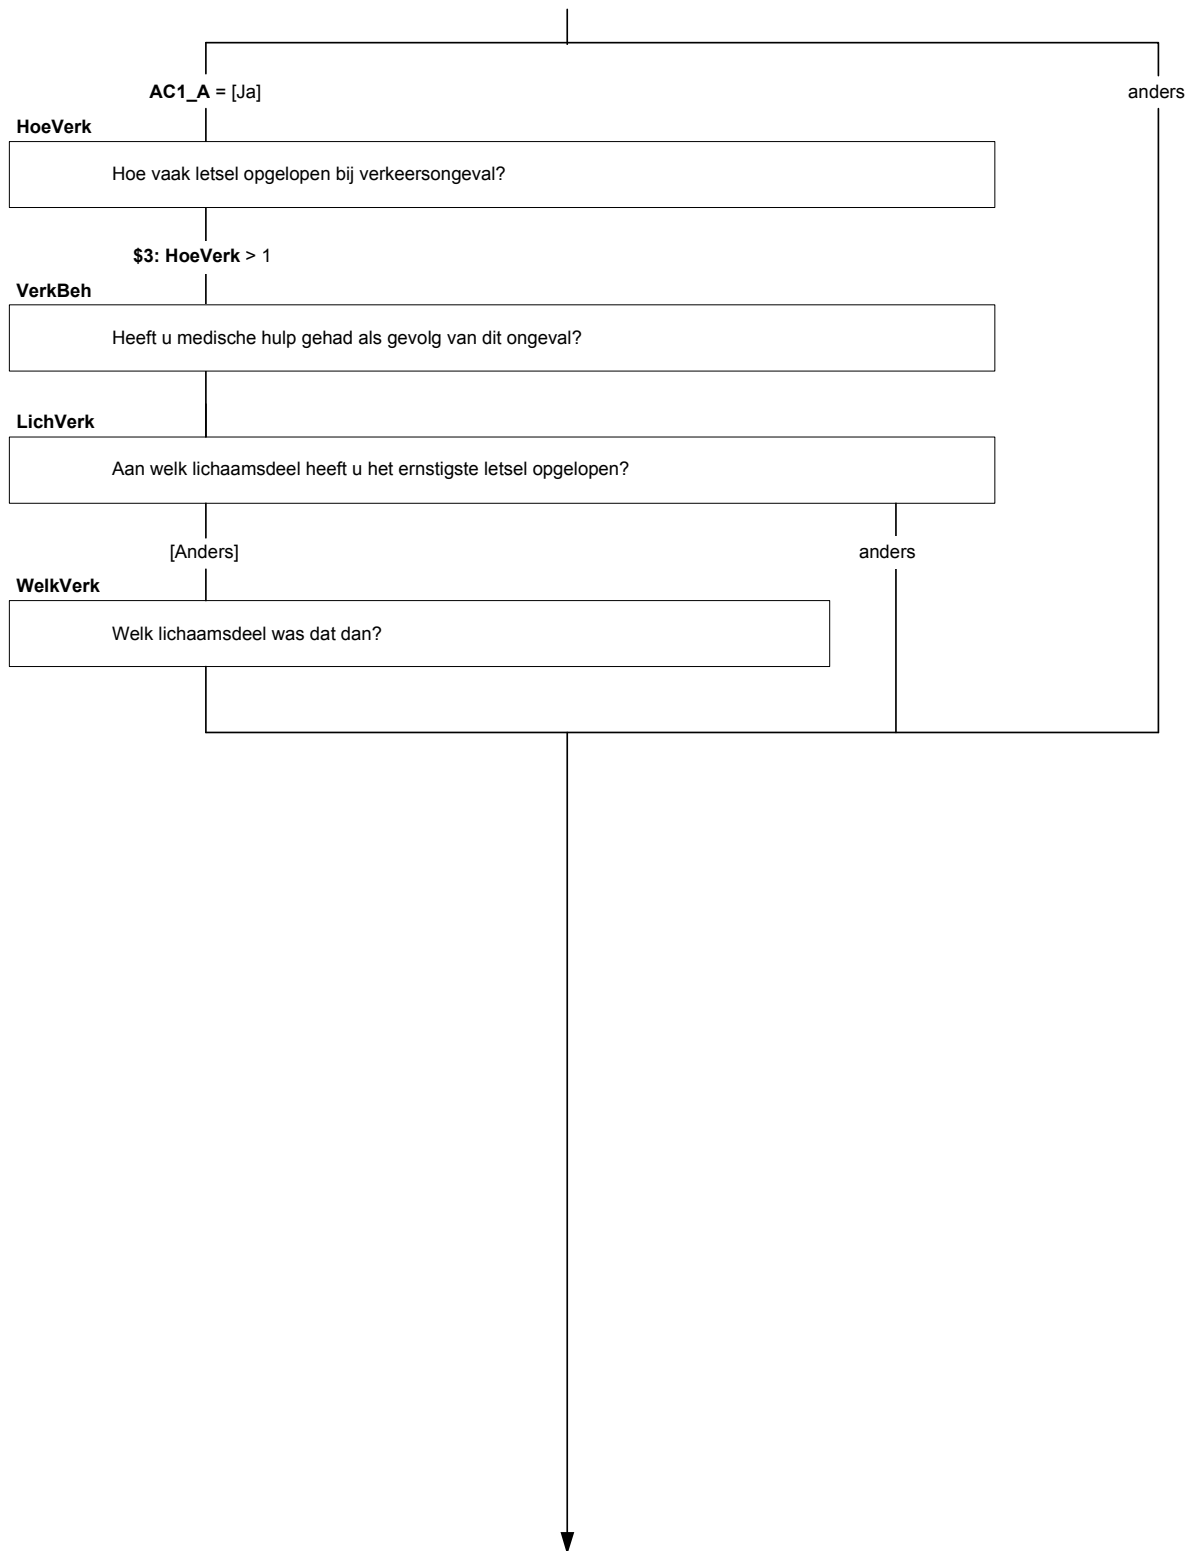 AC1_A = [Ja]
anders
HoeVerk
Hoe vaak letsel opgelopen bij verkeersongeval?
$3: HoeVerk > 1
VerkBeh
Heeft u medische hulp gehad als gevolg van dit ongeval?
LichVerk
Aan welk lichaamsdeel heeft u het ernstigste letsel opgelopen?
[Anders]
anders
WelkVerk
Welk lichaamsdeel was dat dan?